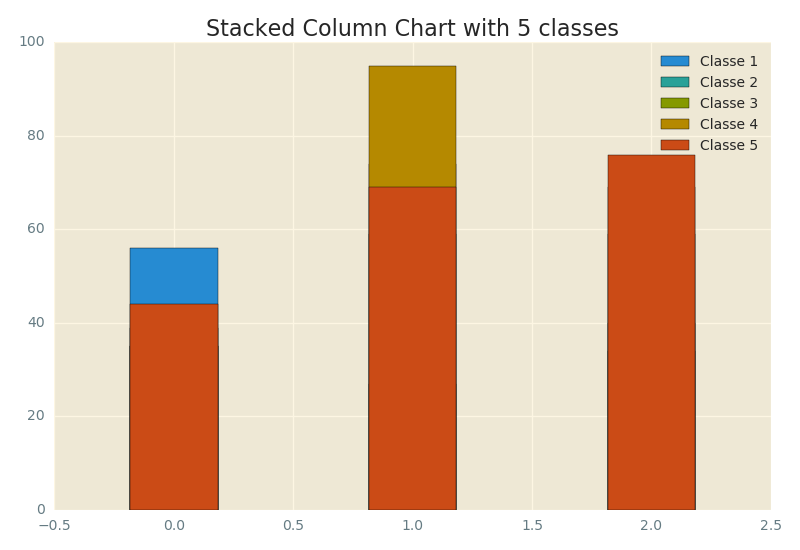 Stacked Column Chart with 5 classes
100
80
60
40
20
0
−0.5 0.0 0.5 1.0 1.5 2.0 2.5
Classe 1
Classe 2
Classe 3
Classe 4
Classe 5